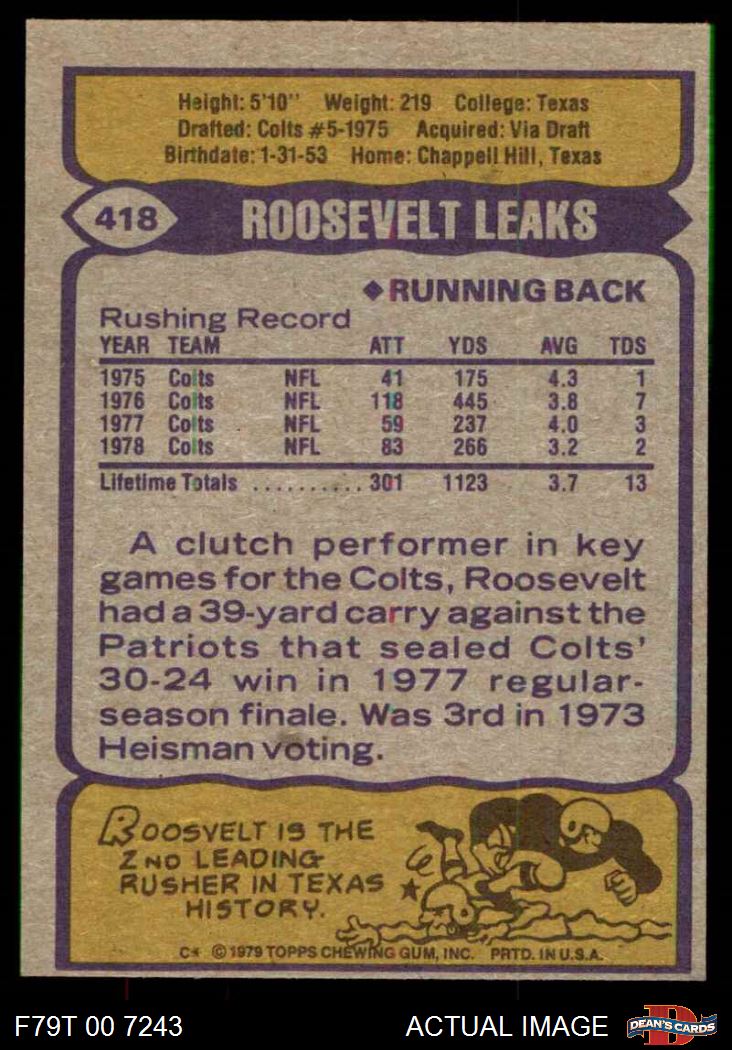 Height: 5'10" Weight: 219 College: Texas
Drafted: Colts #5-1975 Acquired: Via Draft
Birthdate: 1-31-53 Home: Chappell Hill, Texas
418 ROOSEVELT LEAKS
◆RUNNING BACK
Rushing Record
YEAR TEAM ATT YDS AVG TDS
1975 Colts NFL 41 175 4.3 1
1976 Colts NFL 118 445 3.8 7
1977 Colts NFL 59 237 4.0 3
1978 Colts NFL 83 266 3.2 2
Lifetime Totals .......... 301 1123 3.7 13
A clutch performer in key
games for the Colts, Roosevelt
had a 39-yard carry against the
Patriots that sealed Colts'
30-24 win in 1977 regular-
season finale. Was 3rd in 1973
Heisman voting.
ROOSVELT IS THE
2ND LEADING
RUSHER IN TEXAS
HISTORY.
C* © 1979 TOPPS CHEWING GUM, INC. PRTD. IN U.S.A.
F79T 00 7243 ACTUAL IMAGE D DEAN'S CARDS